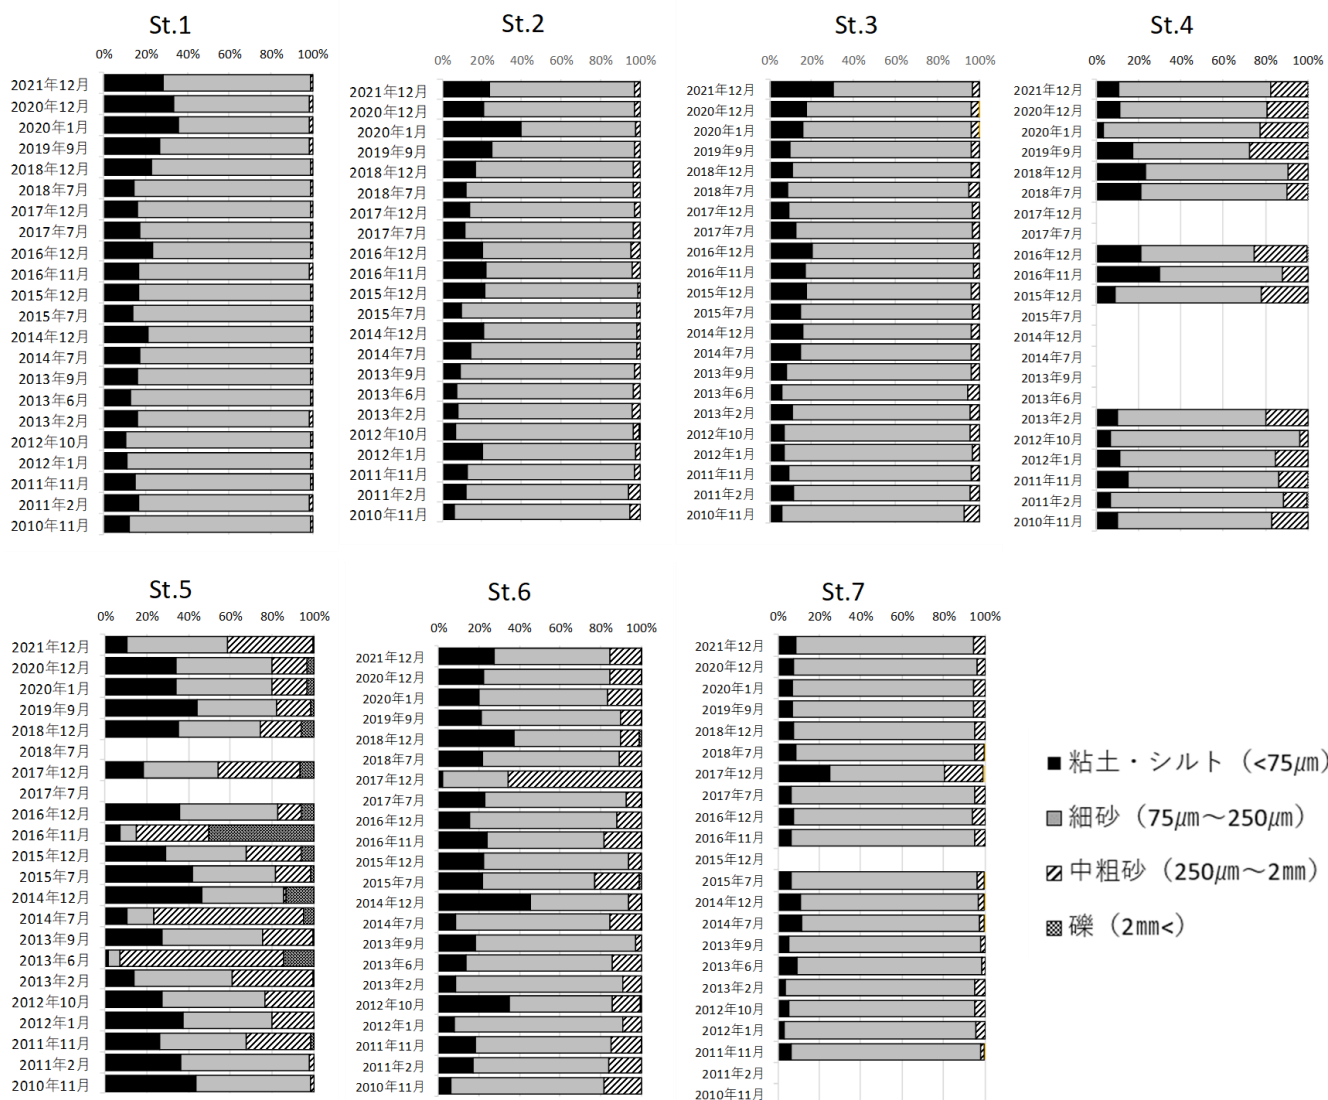 St.1
0% 20% 40% 60% 80% 100%
2021年12月
2020年12月
2020年1月
2019年9月
2018年12月
2018年7月
2017年12月
2017年7月
2016年12月
2016年11月
2015年12月
2015年7月
2014年12月
2014年7月
2013年9月
2013年6月
2013年2月
2012年10月
2012年1月
2011年11月
2011年2月
2010年11月
St.2
0% 20% 40% 60% 80% 100%
2021年12月
2020年12月
2020年1月
2019年9月
2018年12月
2018年7月
2017年12月
2017年7月
2016年12月
2016年11月
2015年12月
2015年7月
2014年12月
2014年7月
2013年9月
2013年6月
2013年2月
2012年10月
2012年1月
2011年11月
2011年2月
2010年11月
St.3
0% 20% 40% 60% 80% 100%
2021年12月
2020年12月
2020年1月
2019年9月
2018年12月
2018年7月
2017年12月
2017年7月
2016年12月
2016年11月
2015年12月
2015年7月
2014年12月
2014年7月
2013年9月
2013年6月
2013年2月
2012年10月
2012年1月
2011年11月
2011年2月
2010年11月
St.4
0% 20% 40% 60% 80% 100%
2021年12月
2020年12月
2020年1月
2019年9月
2018年12月
2018年7月
2017年12月
2017年7月
2016年12月
2016年11月
2015年12月
2015年7月
2014年12月
2014年7月
2013年9月
2013年6月
2013年2月
2012年10月
2012年1月
2011年11月
2011年2月
2010年11月
St.5
0% 20% 40% 60% 80% 100%
2021年12月
2020年12月
2020年1月
2019年9月
2018年12月
2018年7月
2017年12月
2017年7月
2016年12月
2016年11月
2015年12月
2015年7月
2014年12月
2014年7月
2013年9月
2013年6月
2013年2月
2012年10月
2012年1月
2011年11月
2011年2月
2010年11月
St.6
0% 20% 40% 60% 80% 100%
2021年12月
2020年12月
2020年1月
2019年9月
2018年12月
2018年7月
2017年12月
2017年7月
2016年12月
2016年11月
2015年12月
2015年7月
2014年12月
2014年7月
2013年9月
2013年6月
2013年2月
2012年10月
2012年1月
2011年11月
2011年2月
2010年11月
St.7
0% 20% 40% 60% 80% 100%
2021年12月
2020年12月
2020年1月
2019年9月
2018年12月
2018年7月
2017年12月
2017年7月
2016年12月
2016年11月
2015年12月
2015年7月
2014年12月
2014年7月
2013年9月
2013年6月
2013年2月
2012年10月
2012年1月
2011年11月
2011年2月
2010年11月
粘土・シルト（<75μm）
細砂（75μm～250μm）
中粗砂（250μm～2mm）
礫（2mm<）